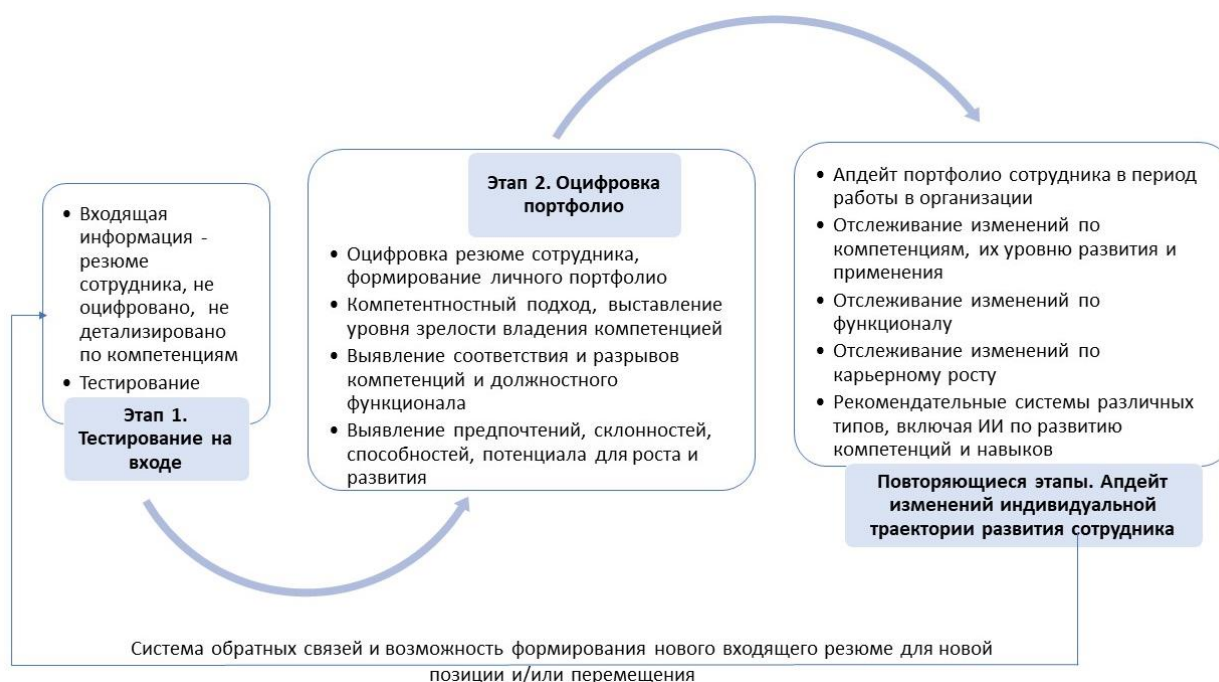 • Входящая
информация -
резюме
сотрудника, не
оцифровано, не
детализировано
по компетенциям
• Тестирование
Этап 1.
Тестирование на
входе
Этап 2. Оцифровка
портфолио
• Оцифровка резюме сотрудника,
формирование личного портфолио
• Компетентностный подход, выставление
уровня зрелости владения компетенцией
• Выявление соответствия и разрывов
компетенций и должностного
функционала
• Выявление предпочтений, склонностей,
способностей, потенциала для роста и
развития
• Апдейт портфолио сотрудника в период
работы в организации
• Отслеживание изменений по
компетенциям, их уровню развития и
применения
• Отслеживание изменений по
функционалу
• Отслеживание изменений по
карьерному росту
• Рекомендательные системы различных
типов, включая ИИ по развитию
компетенций и навыков
Повторяющиеся этапы. Апдейт
изменений индивидуальной
траектории развития сотрудника
Система обратных связей и возможность формирования нового входящего резюме для новой
позиции и/или перемещения